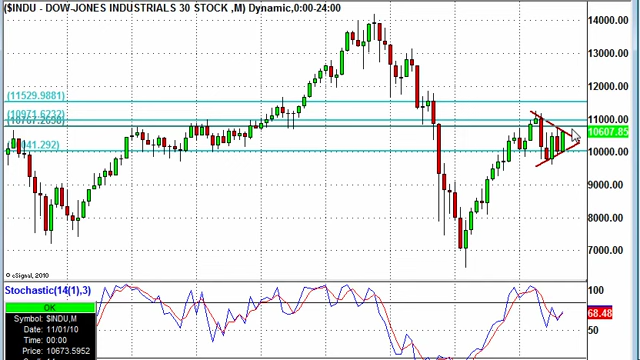 ($INDU - DOW-JONES INDUSTRIALS 30 STOCK ,M) Dynamic,0:00-24:00
14000.00
13000.00
12000.00
(11529.9881)
11000.00
10607.85
10000.00
9000.00
8000.00
7000.00
© eSignal, 2010
Stochastic(14(1),3)
100
OK
Symbol: $INDU,M
Date: 11/01/10
Time: 00:00
Price: 10673.5952
68.48
50